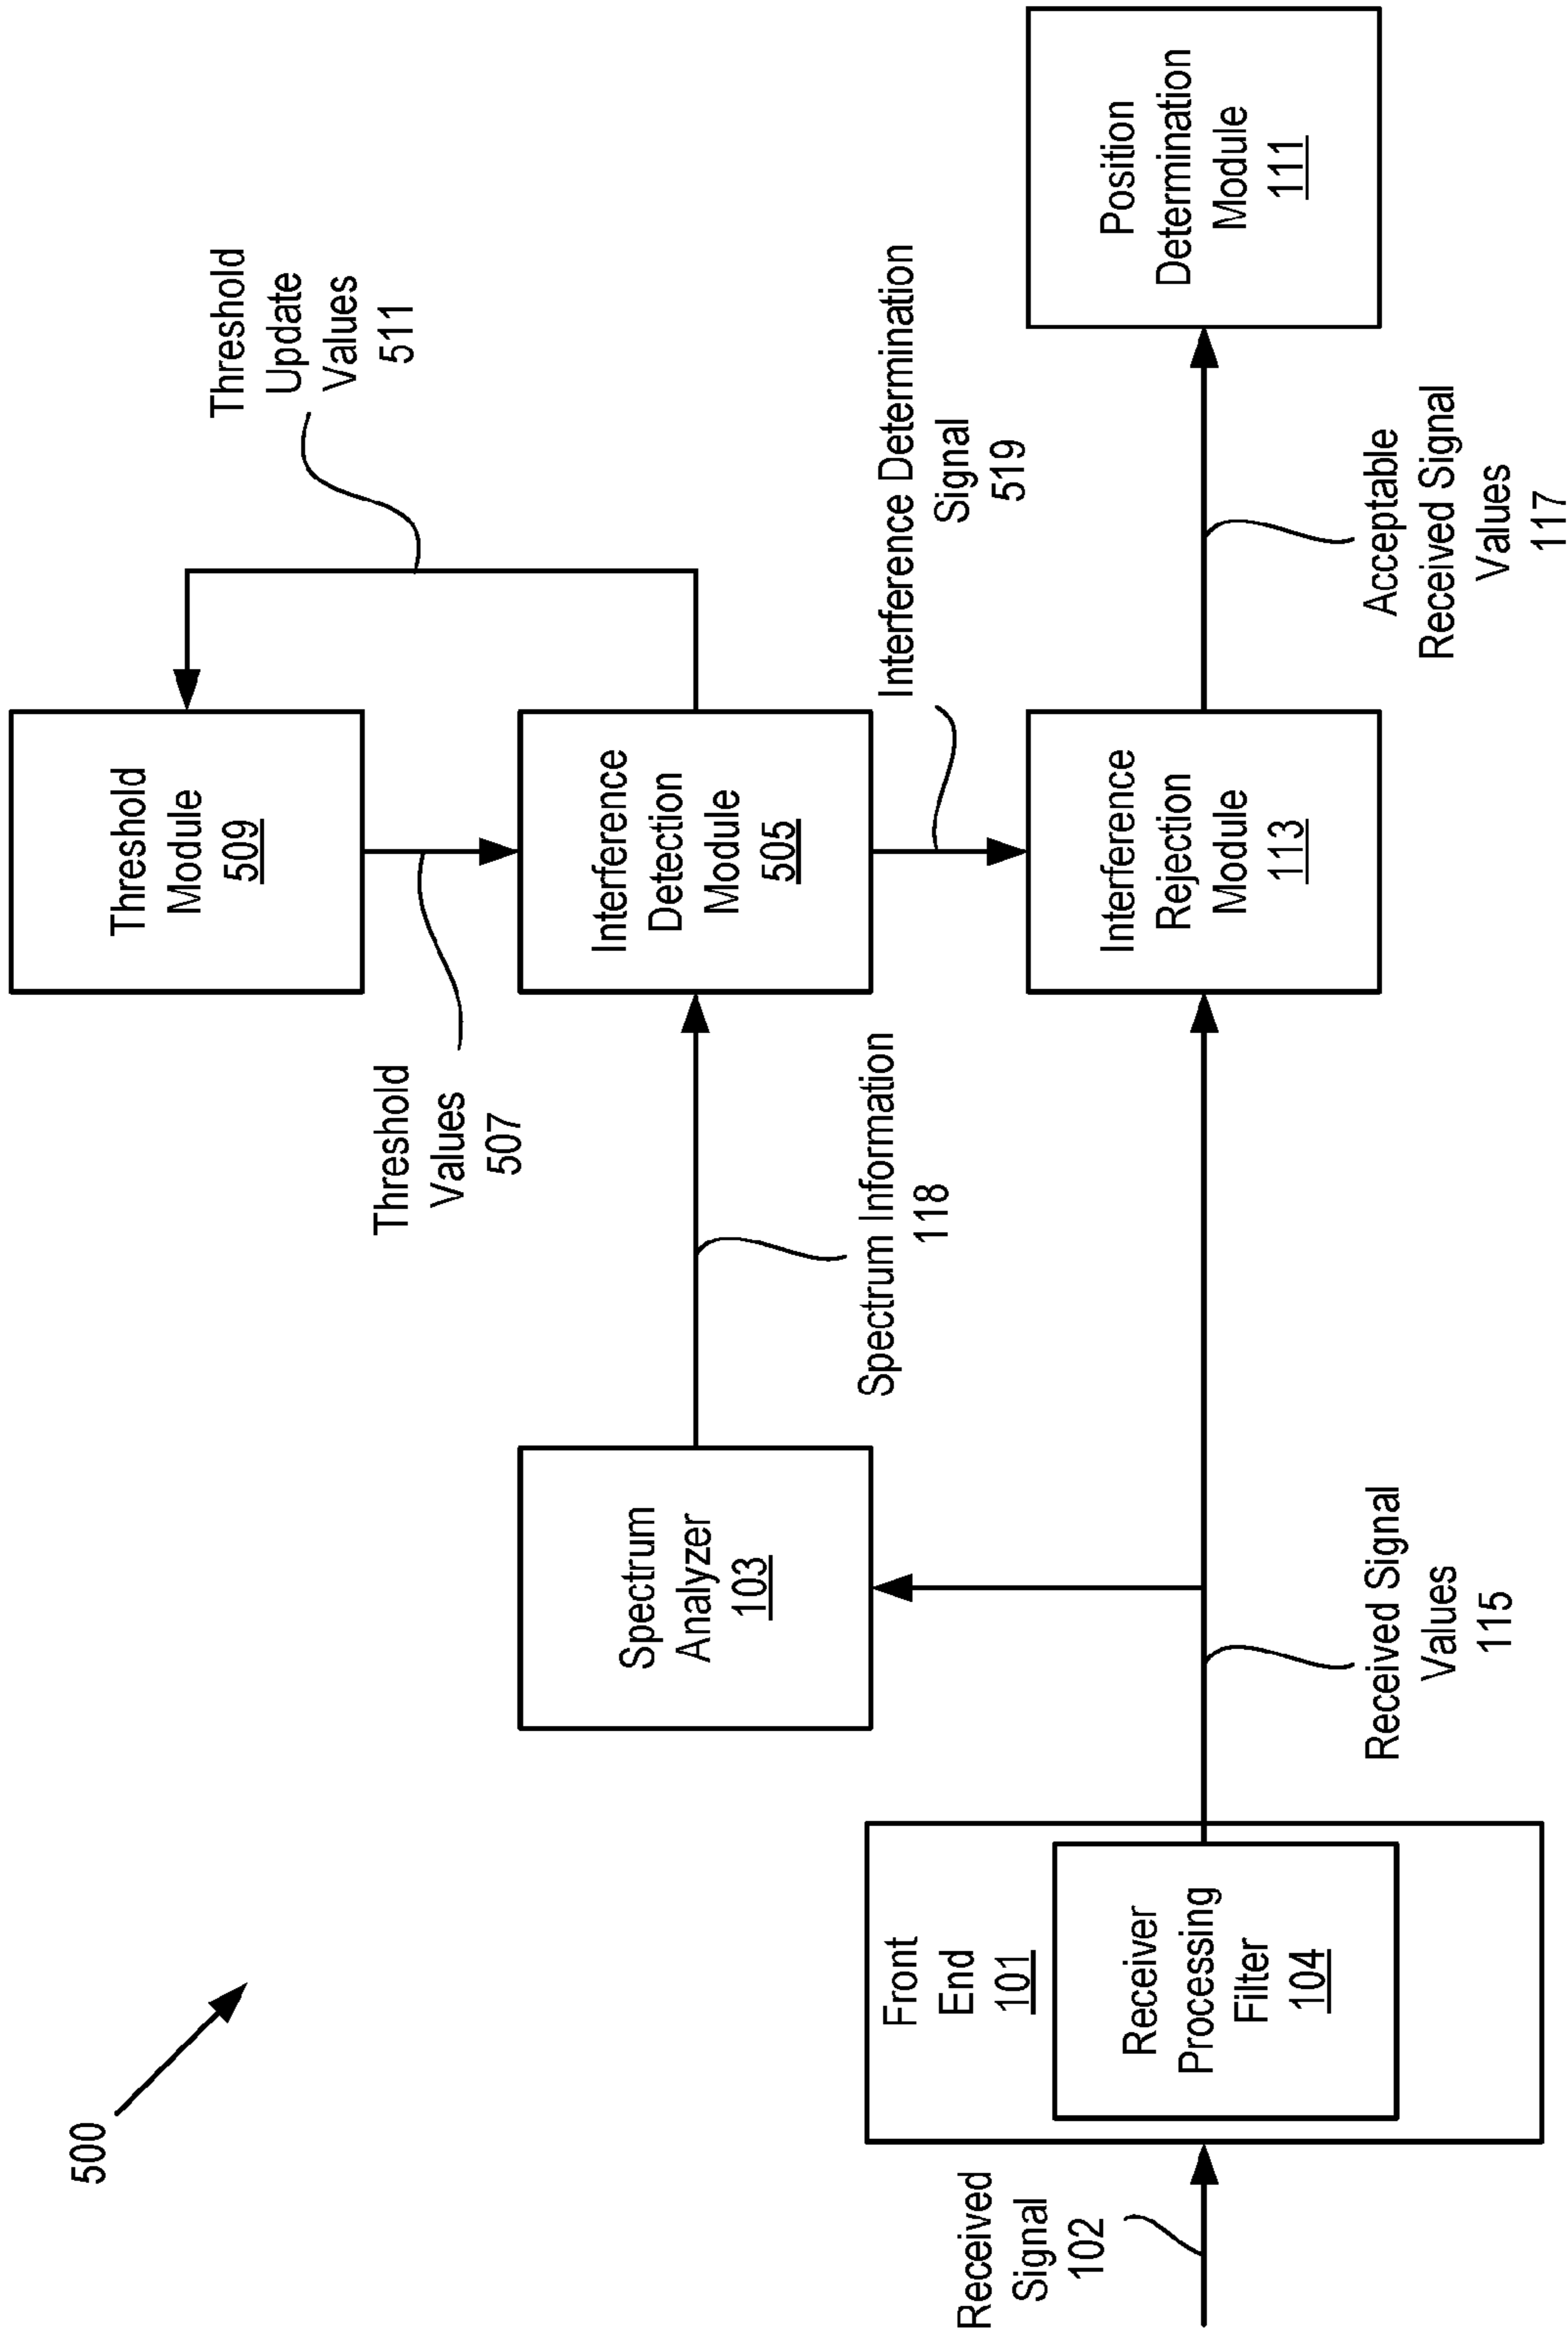 500
Threshold
Module
509
Threshold
Update
Values
511
Threshold
Values
507
Spectrum
Analyzer
103
Spectrum Information
118
Interference
Detection
Module
505
Interference Determination
Signal
519
Received
Signal
102
Front
End
101
Receiver
Processing
Filter
104
Received Signal
Values
115
Interference
Rejection
Module
113
Acceptable
Received Signal
Values
117
Position
Determination
Module
111